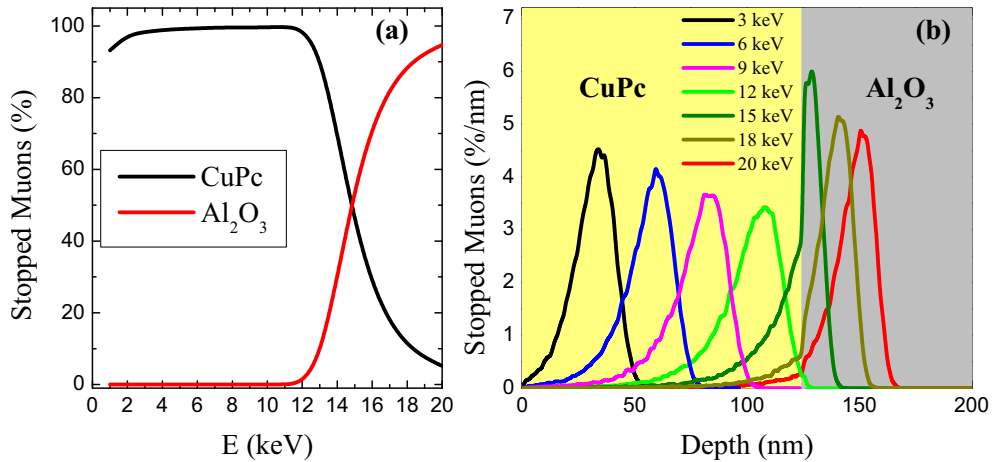 (a)
Stopped Muons (%)
100
80
60
40
20
0
CuPc
Al₂O₃
0 2 4 6 8 10 12 14 16 18 20
E (keV)
(b)
Stopped Muons (%/nm)
7
6
5
4
3
2
1
0
3 keV
6 keV
9 keV
12 keV
15 keV
18 keV
20 keV
CuPc
Al₂O₃
0 50 100 150 200
Depth (nm)